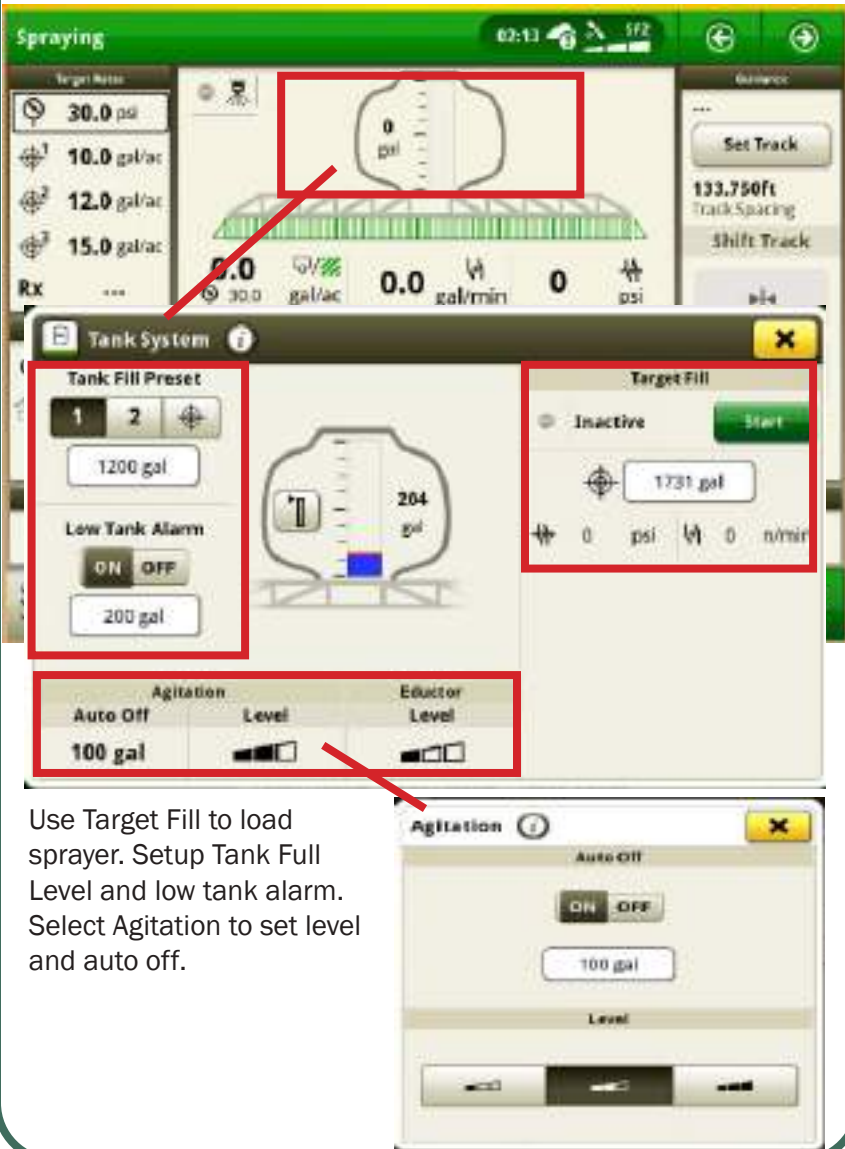 Spraying
02:13
SF2
Target Rates
30.0 psi
10.0 gal/ac
12.0 gal/ac
15.0 gal/ac
Rx ---
0
gal
0.0
30.0
gal/ac
0.0 gal/min
0 psi
Guidance
---
Set Track
133.750ft
Track Spacing
Shift Track
Tank System
Tank Fill Preset
1 2
1200 gal
Low Tank Alarm
ON OFF
200 gal
204
gal
Target Fill
Inactive Start
1731 gal
0 psi 0 n/min
Agitation Eductor
Auto Off Level Level
100 gal
Use Target Fill to load
sprayer. Setup Tank Full
Level and low tank alarm.
Select Agitation to set level
and auto off.
Agitation
Auto Off
ON OFF
100 gal
Level